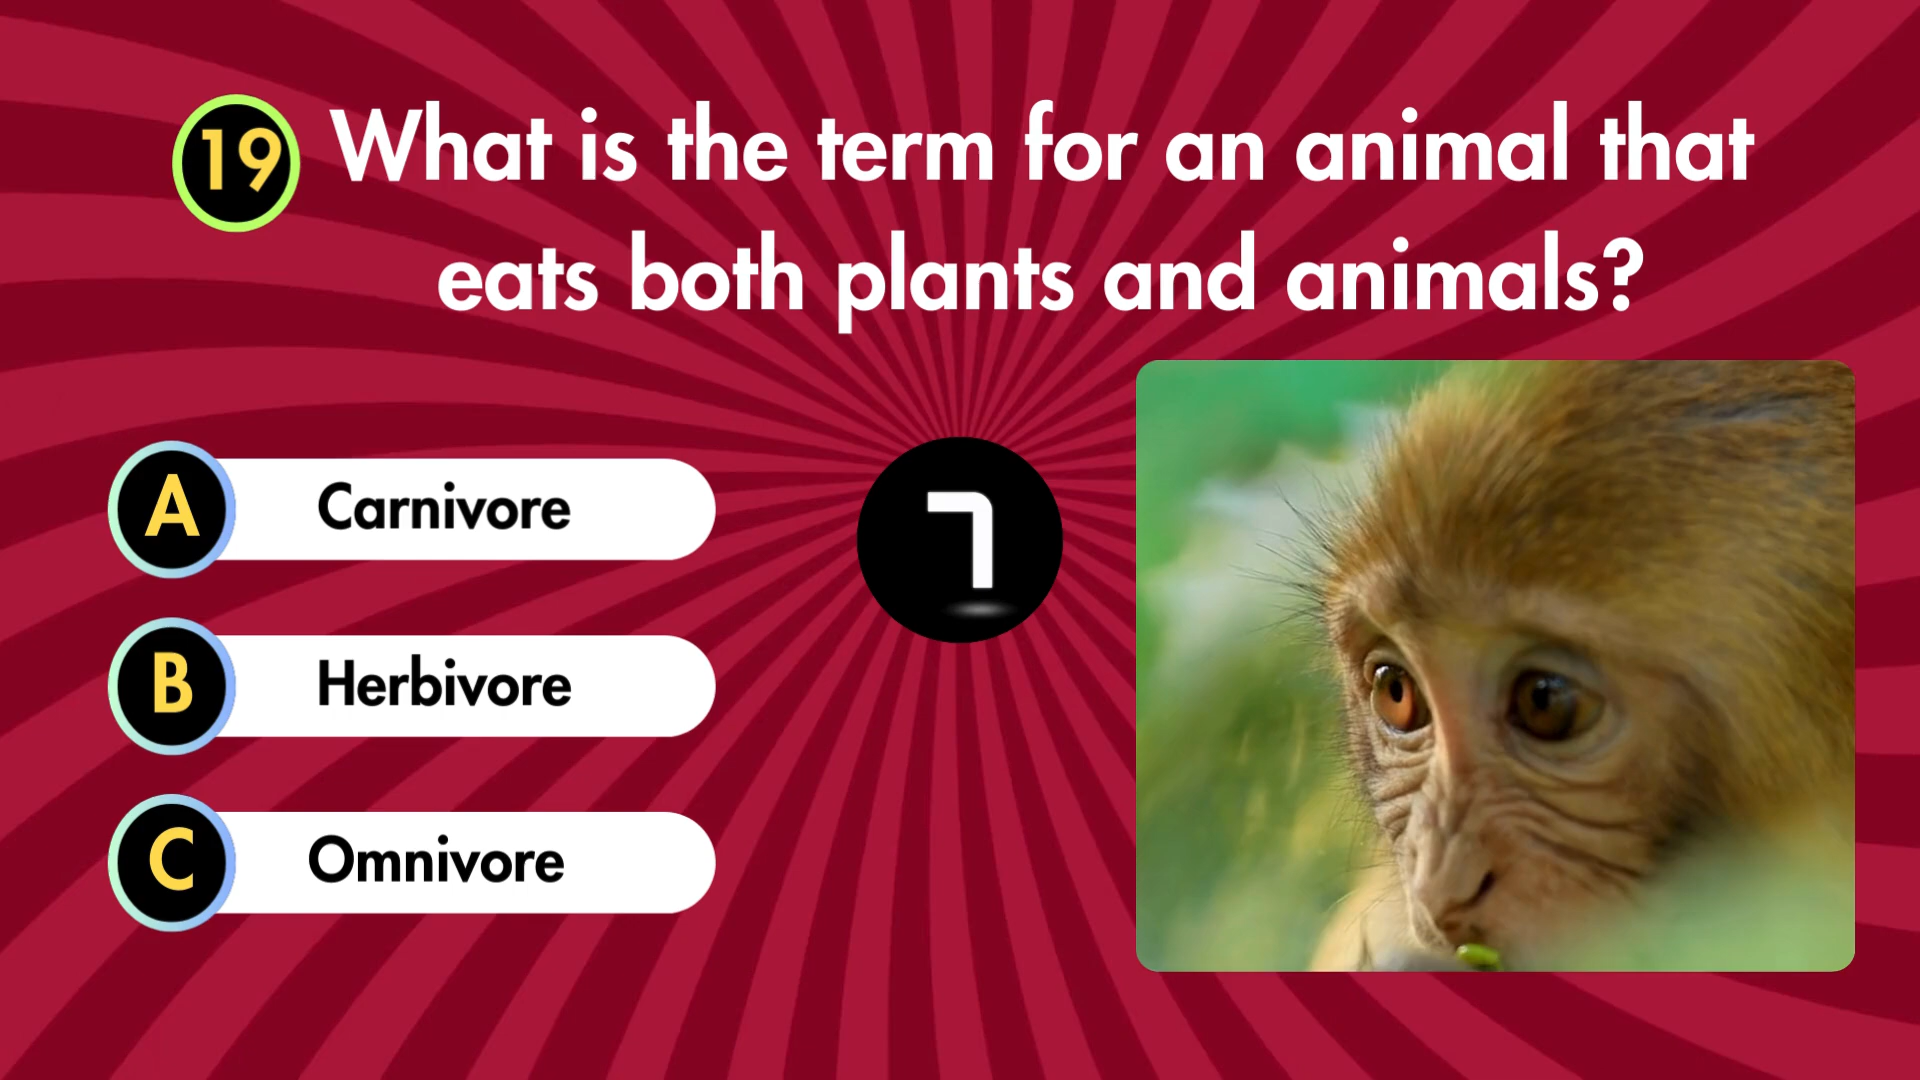 19
What is the term for an animal that
eats both plants and animals?
A Carnivore
7
B Herbivore
C Omnivore